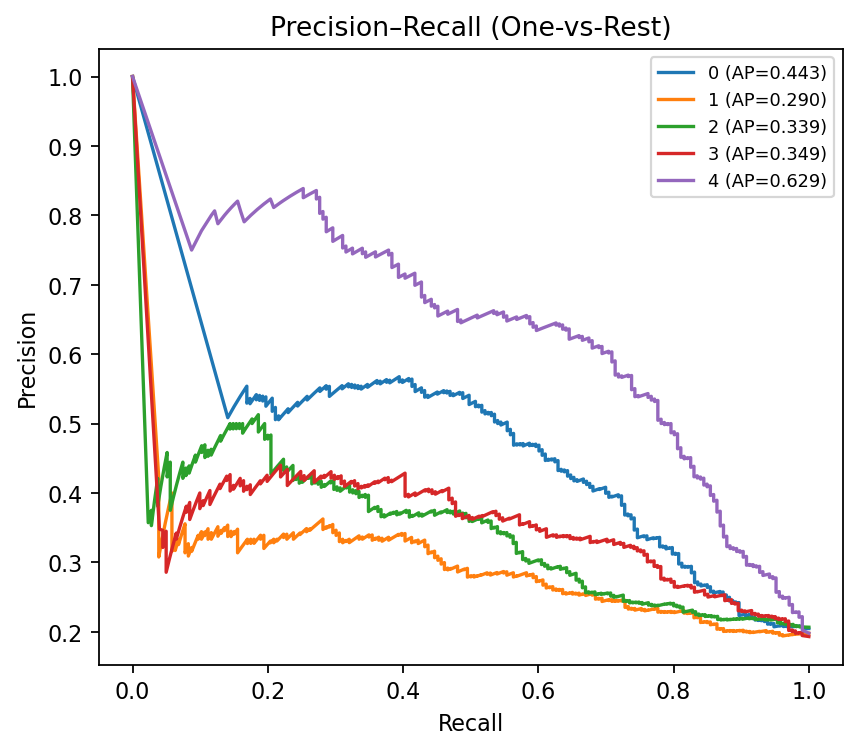 Precision–Recall (One-vs-Rest)
0 (AP=0.443)
1 (AP=0.290)
2 (AP=0.339)
3 (AP=0.349)
4 (AP=0.629)
Precision
1.0
0.9
0.8
0.7
0.6
0.5
0.4
0.3
0.2
0.0 0.2 0.4 0.6 0.8 1.0
Recall